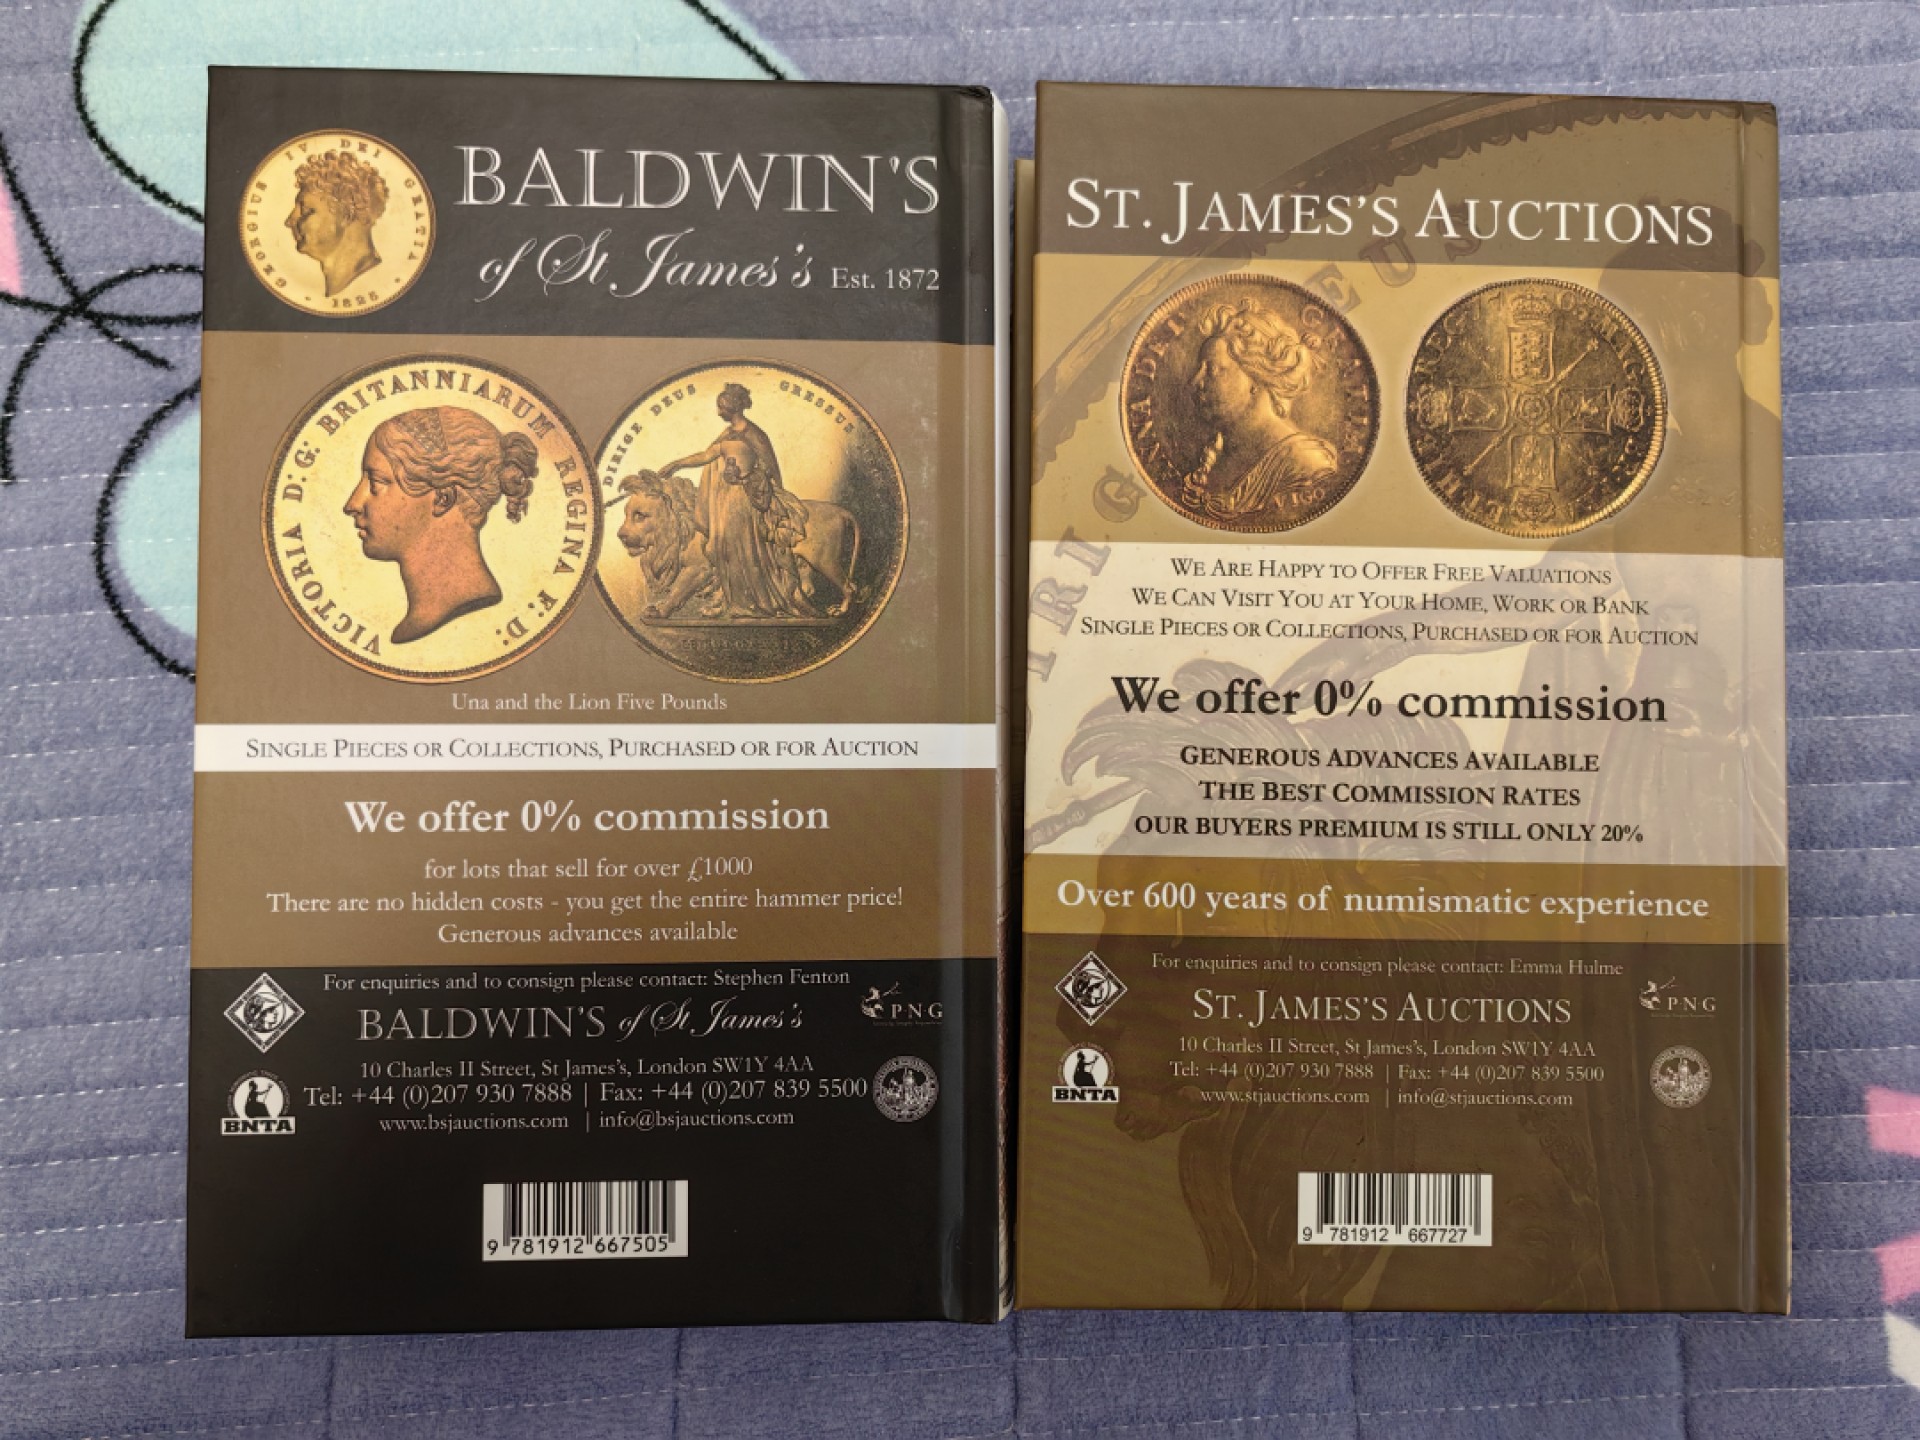 BALDWIN'S
of St James's Est. 1872
GEORGIUS IV DEI GRATIA
1825
VICTORIA D: G: BRITANNIARUM REGINA F: D:
DIRIGE DEUS GRESSUS
Una and the Lion Five Pounds
SINGLE PIECES OR COLLECTIONS, PURCHASED OR FOR AUCTION
We offer 0% commission
for lots that sell for over £1000
There are no hidden costs - you get the entire hammer price!
Generous advances available
For enquiries and to consign please contact: Stephen Fenton
BALDWIN'S of St James's
PNG
10 Charles II Street, St James's, London SW1Y 4AA
Tel: +44 (0)207 930 7888 | Fax: +44 (0)207 839 5500
www.bsjauctions.com | info@bsjauctions.com
BNTA
9 781912 667505
ST. JAMES'S AUCTIONS
ANNA DEI GRATIA
VIGO
WE ARE HAPPY TO OFFER FREE VALUATIONS
WE CAN VISIT YOU AT YOUR HOME, WORK OR BANK
SINGLE PIECES OR COLLECTIONS, PURCHASED OR FOR AUCTION
We offer 0% commission
GENEROUS ADVANCES AVAILABLE
THE BEST COMMISSION RATES
OUR BUYERS PREMIUM IS STILL ONLY 20%
Over 600 years of numismatic experience
For enquiries and to consign please contact: Emma Hulme
ST. JAMES'S AUCTIONS
PNG
10 Charles II Street, St James's, London SW1Y 4AA
Tel: +44 (0)207 930 7888 | Fax: +44 (0)207 839 5500
www.stjauctions.com | info@stjauctions.com
BNTA
9 781912 667727